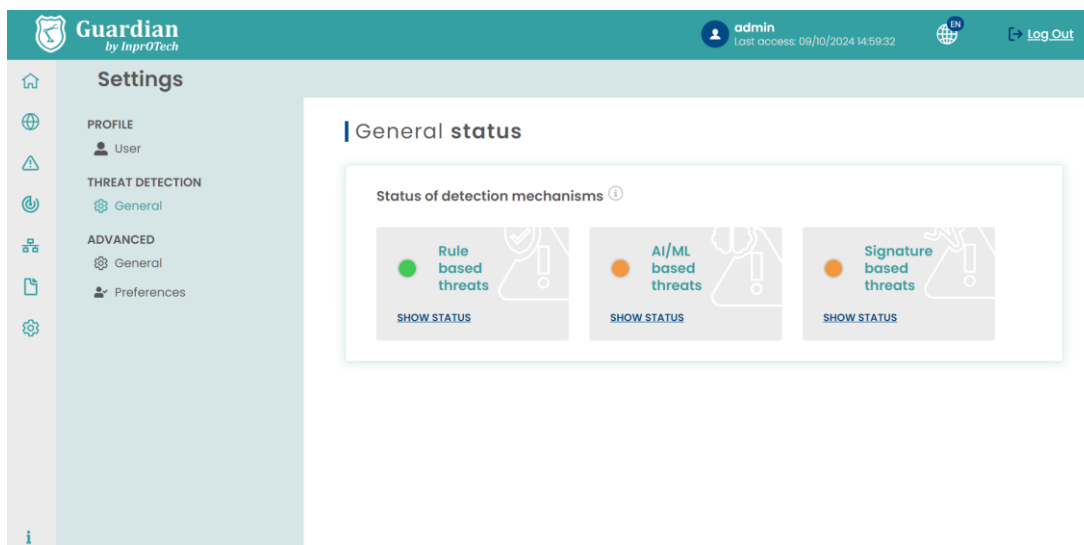 Guardian
by InprOTech
admin
Last access: 09/10/2024 14:59:32
EN
Log Out
Settings
PROFILE
User
THREAT DETECTION
General
ADVANCED
General
Preferences
General status
Status of detection mechanisms
i
Rule
based
threats
SHOW STATUS
AI/ML
based
threats
SHOW STATUS
Signature
based
threats
SHOW STATUS
i